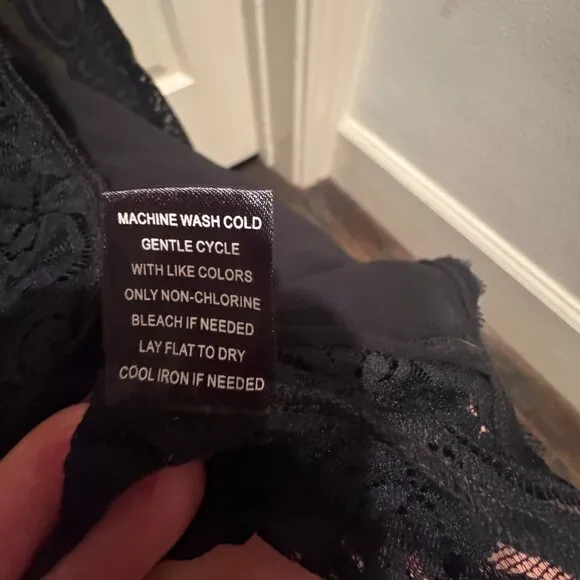 MACHINE WASH COLD
GENTLE CYCLE
WITH LIKE COLORS
ONLY NON-CHLORINE
BLEACH IF NEEDED
LAY FLAT TO DRY
COOL IRON IF NEEDED